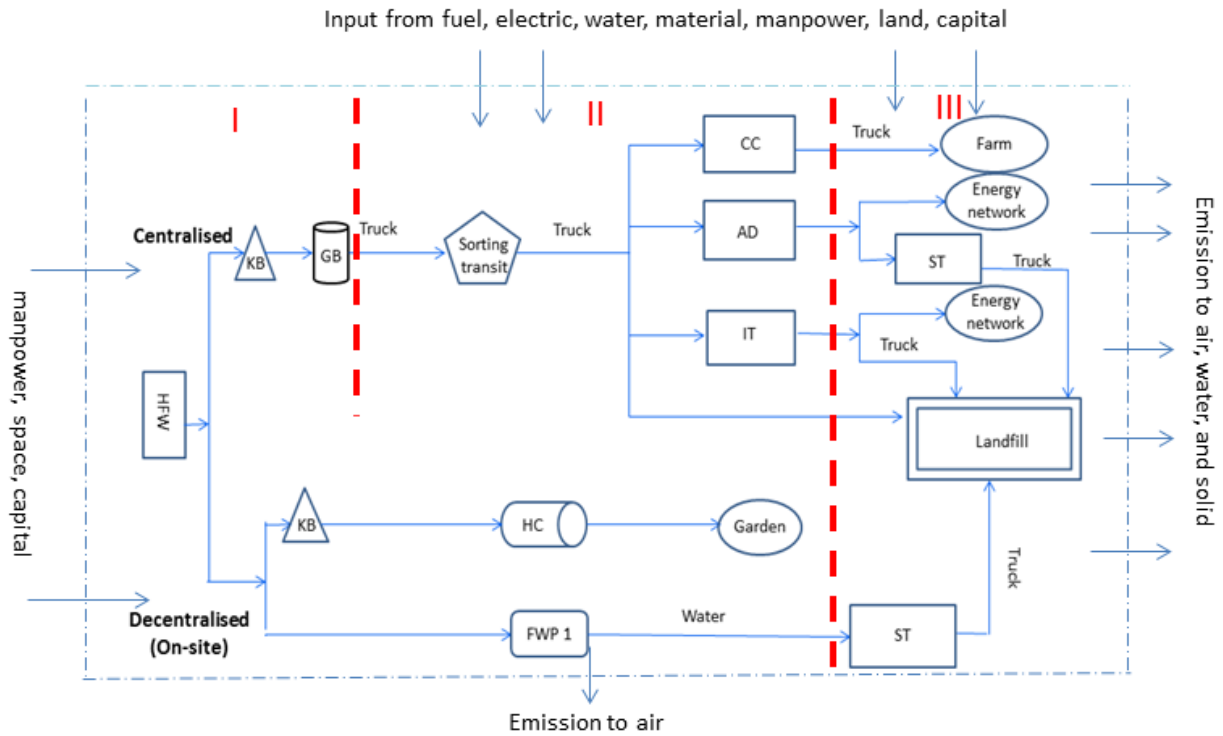 Input from fuel, electric, water, material, manpower, land, capital
I
II
III
CC
Truck
Farm
Energy
network
Centralised
KB
GB
Truck
Sorting
transit
Truck
AD
ST
Truck
Energy
network
IT
Truck
Landfill
HFW
manpower, space, capital
Emission to air, water, and solid
KB
HC
Garden
Truck
Decentralised
(On-site)
FWP 1
Water
ST
Emission to air